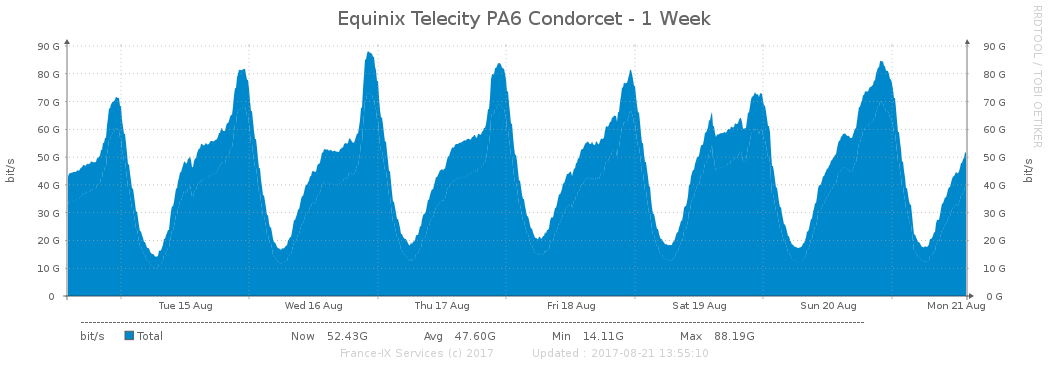 Equinix Telecity PA6 Condorcet - 1 Week
RRDTOOL / TOBI OETIKER
bit/s
90 G
80 G
70 G
60 G
50 G
40 G
30 G
20 G
10 G
0
90 G
80 G
70 G
60 G
50 G
40 G
30 G
20 G
10 G
0 G
bit/s
Tue 15 Aug Wed 16 Aug Thu 17 Aug Fri 18 Aug Sat 19 Aug Sun 20 Aug Mon 21 Aug
bit/s Total Now 52.43G Avg 47.60G Min 14.11G Max 88.19G
France-IX Services (c) 2017 Updated : 2017-08-21 13:55:10